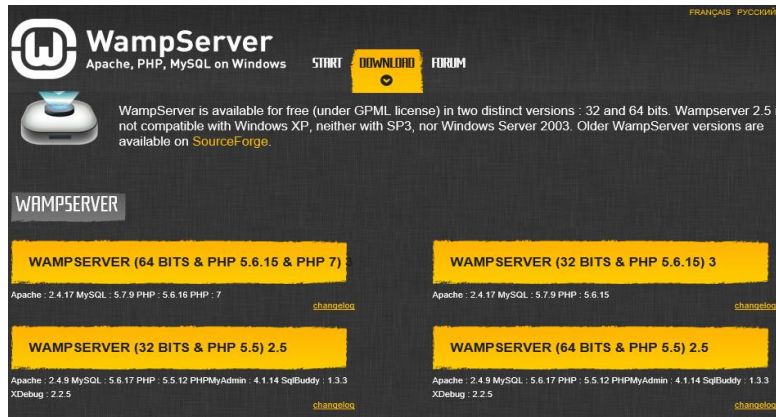 FRANÇAIS РУССКИЙ
WampServer
Apache, PHP, MySQL on Windows
START DOWNLOAD FORUM
WampServer is available for free (under GPML license) in two distinct versions : 32 and 64 bits. Wampserver 2.5 i
not compatible with Windows XP, neither with SP3, nor Windows Server 2003. Older WampServer versions are
available on SourceForge.
WAMPSERVER
WAMPSERVER (64 BITS & PHP 5.6.15 & PHP 7) 3
Apache : 2.4.17 MySQL : 5.7.9 PHP : 5.6.16 PHP : 7
changelog
WAMPSERVER (32 BITS & PHP 5.6.15) 3
Apache : 2.4.17 MySQL : 5.7.9 PHP : 5.6.15
changelog
WAMPSERVER (32 BITS & PHP 5.5) 2.5
Apache : 2.4.9 MySQL : 5.6.17 PHP : 5.5.12 PHPMyAdmin : 4.1.14 SqlBuddy : 1.3.3
XDebug : 2.2.5
changelog
WAMPSERVER (64 BITS & PHP 5.5) 2.5
Apache : 2.4.9 MySQL : 5.6.17 PHP : 5.5.12 PHPMyAdmin : 4.1.14 SqlBuddy : 1.3.3
XDebug : 2.2.5
changelog